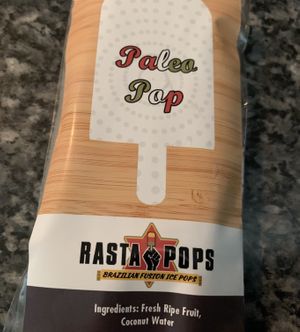 Paleo
Pop
RASTA POPS
BRAZILIAN FUSION ICE POPS
Ingredients: Fresh Ripe Fruit,
Coconut Water